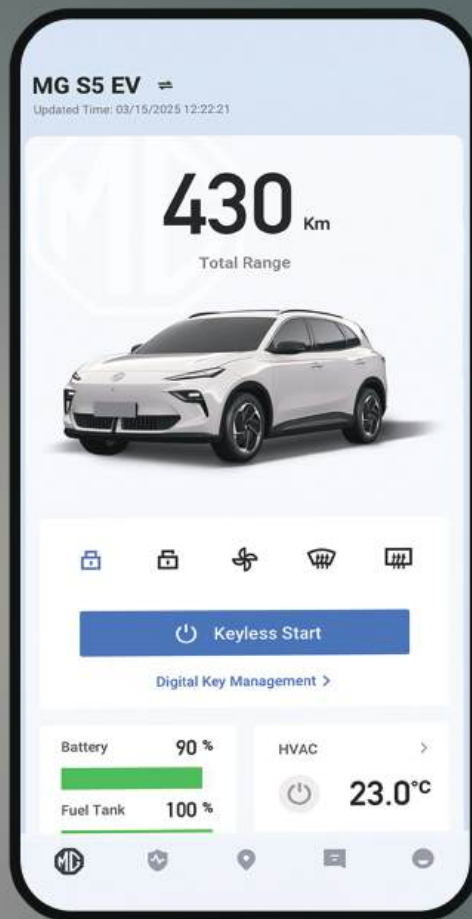 MG S5 EV
Updated Time: 03/15/2025 12:22:21
430 Km
Total Range
Keyless Start
Digital Key Management >
Battery 90 %
HVAC >
23.0°C
Fuel Tank 100 %
MG